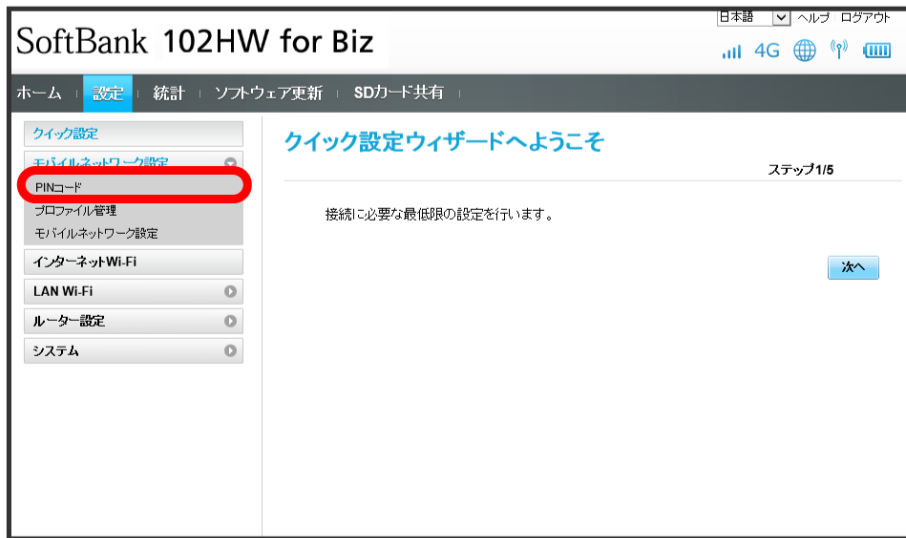 日本語 ヘルプ ログアウト
SoftBank 102HW for Biz
4G
ホーム 設定 統計 ソフトウェア更新 SDカード共有
クイック設定
モバイルネットワーク設定
PINコード
プロファイル管理
モバイルネットワーク設定
インターネットWi-Fi
LAN Wi-Fi
ルーター設定
システム
クイック設定ウィザードへようこそ
ステップ1/5
接続に必要な最低限の設定を行います。
次へ